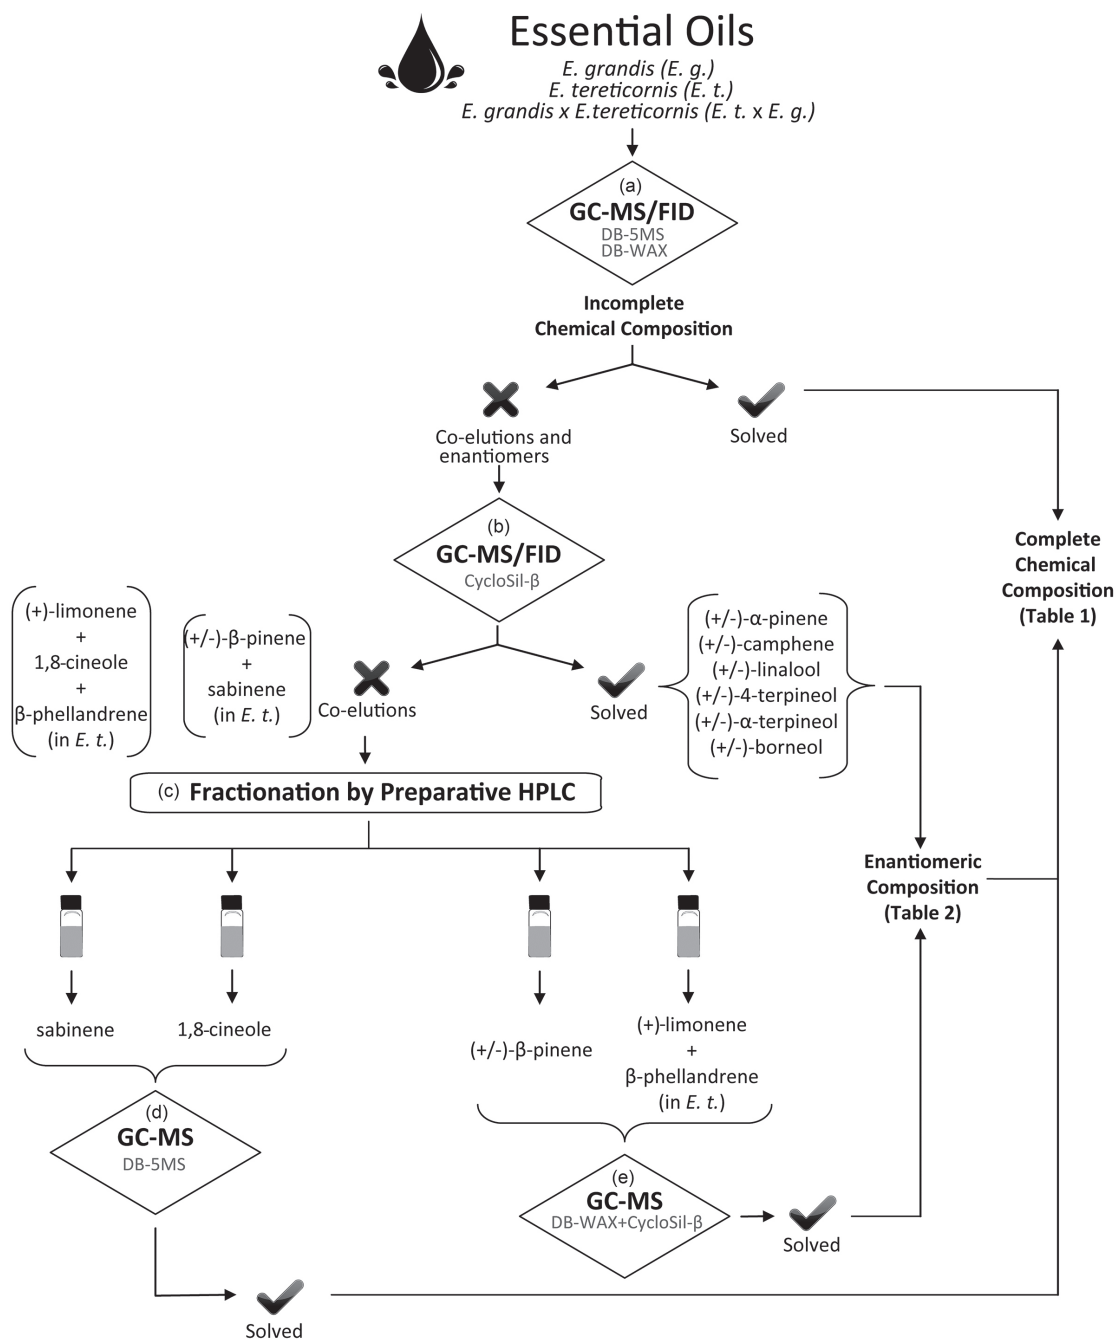 Essential Oils
E. grandis (E. g.)
E. tereticornis (E. t.)
E. grandis x E.tereticornis (E. t. x E. g.)
(a)
GC-MS/FID
DB-5MS
DB-WAX
Incomplete
Chemical Composition
Co-elutions and
enantiomers
Solved
(b)
GC-MS/FID
CycloSil-β
Complete
Chemical
Composition
(Table 1)
(+)-limonene
+
1,8-cineole
+
β-phellandrene
(in E. t.)
(+/-)-β-pinene
+
sabinene
(in E. t.)
Co-elutions
Solved
(+/-)-α-pinene
(+/-)-camphene
(+/-)-linalool
(+/-)-4-terpineol
(+/-)-α-terpineol
(+/-)-borneol
(c) Fractionation by Preparative HPLC
Enantiomeric
Composition
(Table 2)
sabinene
1,8-cineole
(+/-)-β-pinene
(+)-limonene
+
β-phellandrene
(in E. t.)
(d)
GC-MS
DB-5MS
(e)
GC-MS
DB-WAX+CycloSil-β
Solved
Solved